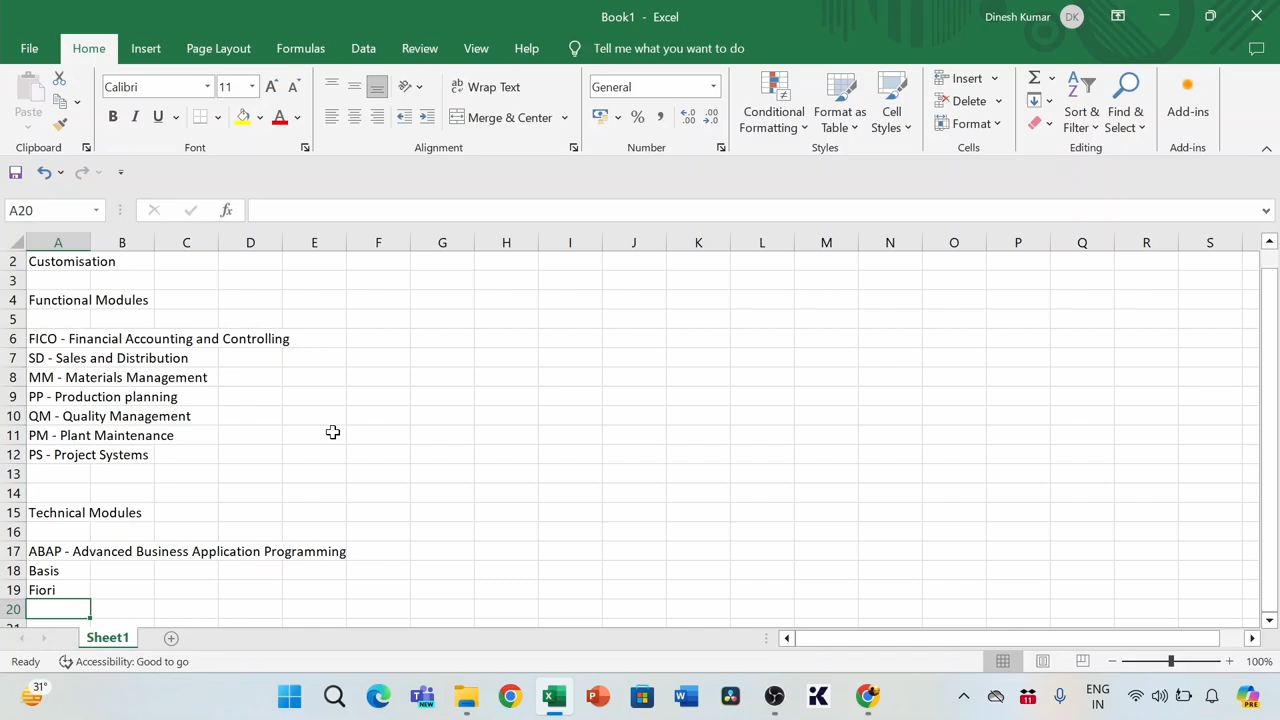 Book1 - Excel
Dinesh Kumar DK
File Home Insert Page Layout Formulas Data Review View Help Tell me what you want to do
Calibri 11 Wrap Text General Insert
Paste Conditional Format as Cell Delete Sort & Find & Add-ins
B I U A Merge & Center % Formatting Table Styles Format Filter Select
Clipboard Font Alignment Number Styles Cells Editing Add-ins
A20 fx
A B C D E F G H I J K L M N O P Q R S
2 Customisation
3
4 Functional Modules
5
6 FICO - Financial Accounting and Controlling
7 SD - Sales and Distribution
8 MM - Materials Management
9 PP - Production planning
10 QM - Quality Management
11 PM - Plant Maintenance
12 PS - Project Systems
13
14
15 Technical Modules
16
17 ABAP - Advanced Business Application Programming
18 Basis
19 Fiori
20
Sheet1
Ready Accessibility: Good to go 100%
31° NEW 11 ENG IN PRE